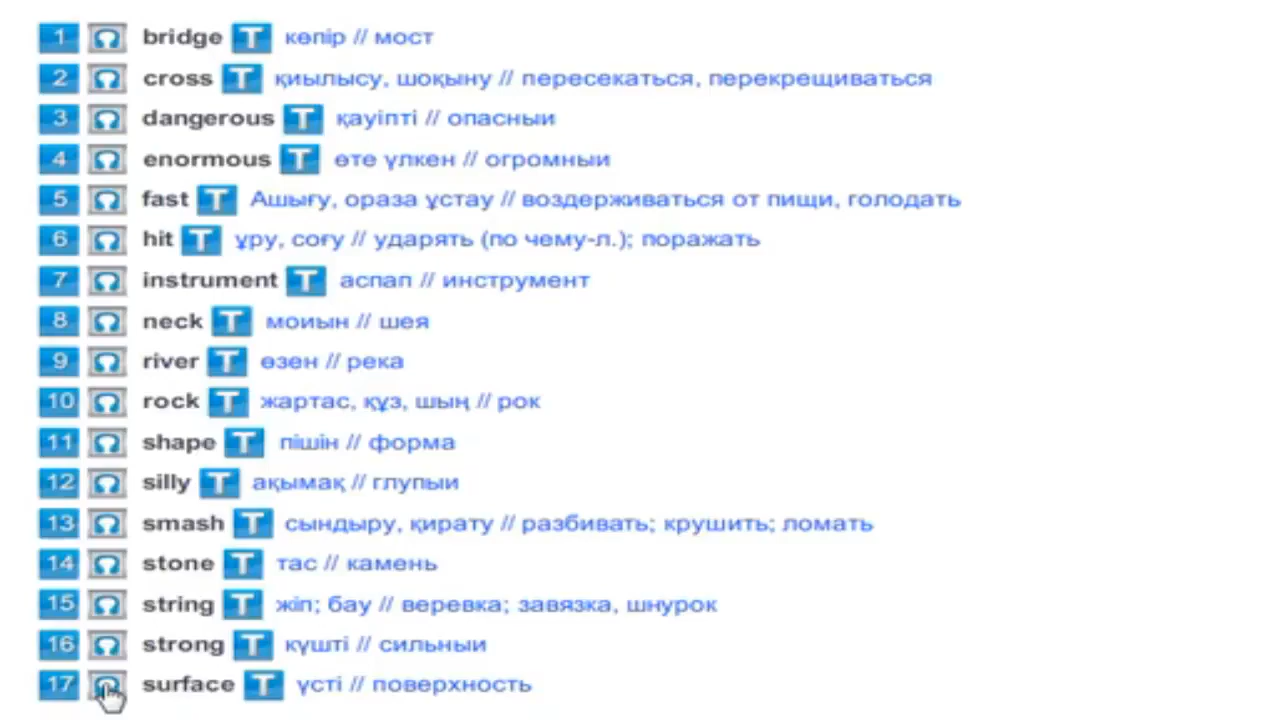 1 bridge T көпір // мост
2 cross T қиылысу, шоқыну // пересекаться, перекрещиваться
3 dangerous T қауіпті // опасныи
4 enormous T өте үлкен // огромныи
5 fast T Ашығу, ораза ұстау // воздерживаться от пищи, голодать
6 hit T ұру, соғу // ударять (по чему-л.); поражать
7 instrument T аспап // инструмент
8 neck T моиын // шея
9 river T өзен // река
10 rock T жартас, құз, шың // рок
11 shape T пішін // форма
12 silly T ақымақ // глупыи
13 smash T сындыру, қирату // разбивать; крушить; ломать
14 stone T тас // камень
15 string T жіп; бау // веревка; завязка, шнурок
16 strong T күшті // сильныи
17 surface T үсті // поверхность